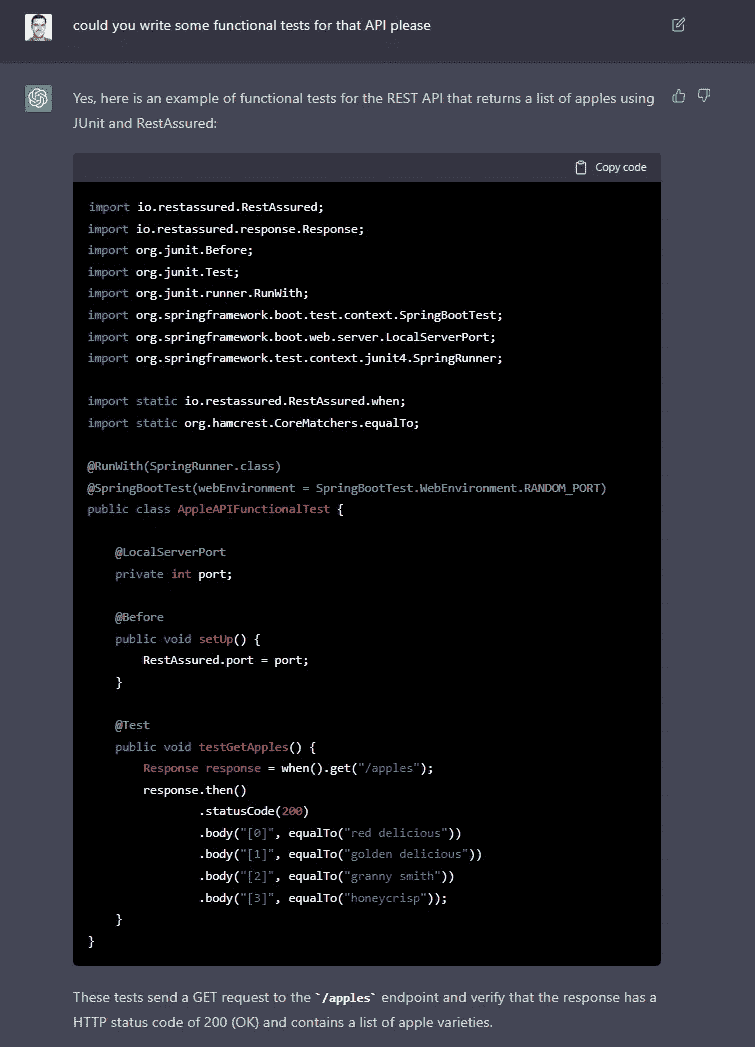 could you write some functional tests for that API please
Yes, here is an example of functional tests for the REST API that returns a list of apples using
JUnit and RestAssured:
Copy code
import io.restassured.RestAssured;
import io.restassured.response.Response;
import org.junit.Before;
import org.junit.Test;
import org.junit.runner.RunWith;
import org.springframework.boot.test.context.SpringBootTest;
import org.springframework.boot.web.server.LocalServerPort;
import org.springframework.test.context.junit4.SpringRunner;
import static io.restassured.RestAssured.when;
import static org.hamcrest.CoreMatchers.equalTo;
@RunWith(SpringRunner.class)
@SpringBootTest(webEnvironment = SpringBootTest.WebEnvironment.RANDOM_PORT)
public class AppleAPIFunctionalTest {
@LocalServerPort
private int port;
@Before
public void setUp() {
RestAssured.port = port;
}
@Test
public void testGetApples() {
Response response = when().get("/apples");
response.then()
.statusCode(200)
.body("[0]", equalTo("red delicious"))
.body("[1]", equalTo("golden delicious"))
.body("[2]", equalTo("granny smith"))
.body("[3]", equalTo("honeycrisp"));
}
}
These tests send a GET request to the `/apples` endpoint and verify that the response has a
HTTP status code of 200 (OK) and contains a list of apple varieties.